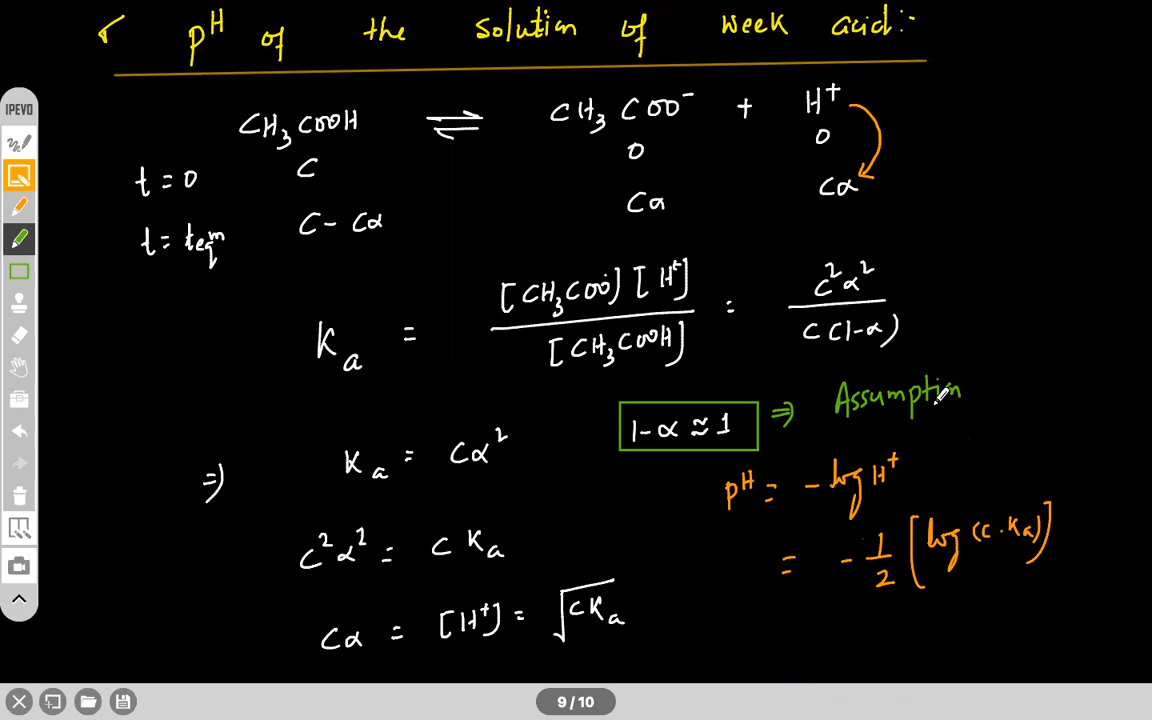 ✓ pH of the solution of week acid:-
IPEVO
CH₃COOH ⇌ CH₃COO⁻ + H⁺
t = 0 C 0 0
t = teqᵐ C - Cα Cα Cα
Kₐ = [CH₃COO⁻] [H⁺] / [CH₃COOH] = C²α² / C(1-α)
1-α ≈ 1 ⇒ Assumption
⇒ Kₐ = Cα²
pH = - log H⁺
C²α² = C Kₐ
= - 1/2 [log (C . Kₐ)]
Cα = [H⁺] = √CKₐ
9 / 10